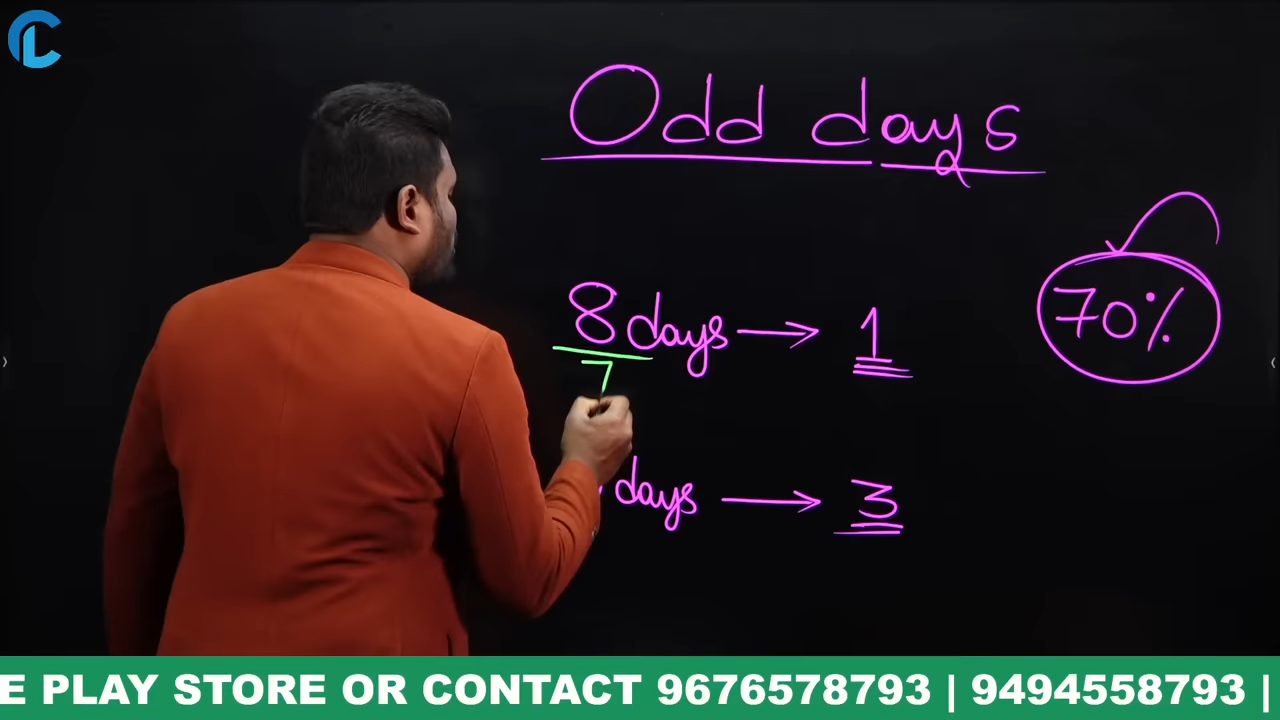 Odd days
8 days → 1
7
days → 3
70%
E PLAY STORE OR CONTACT 9676578793 | 9494558793 |